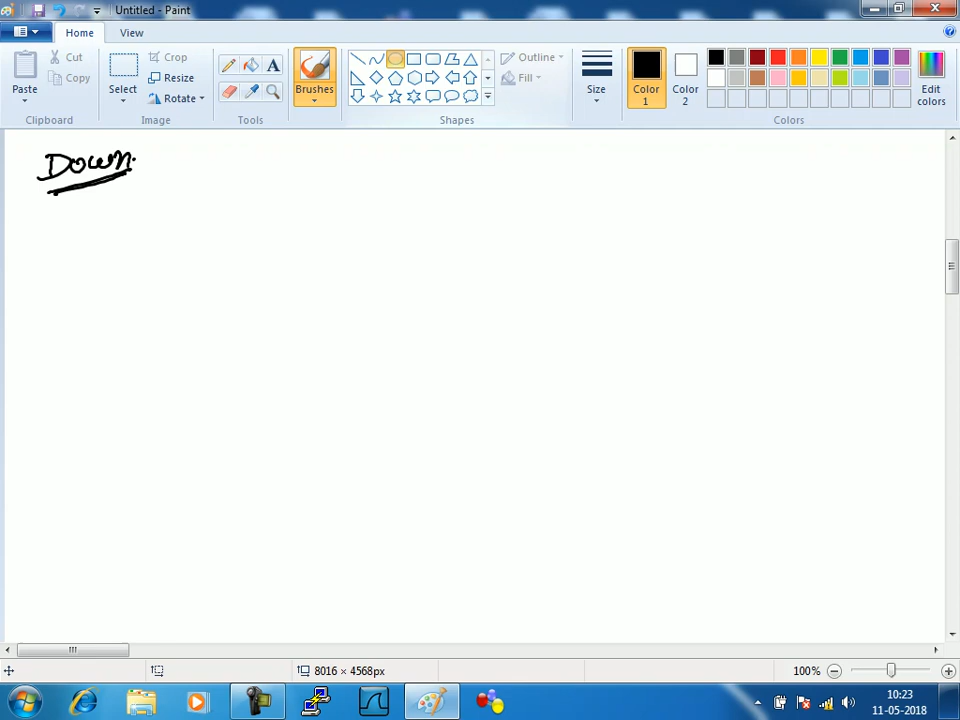 Untitled - Paint
Home View
Paste Cut Copy Select Crop Resize Rotate A Brushes Outline Fill Size Color 1 Color 2 Edit colors
Clipboard Image Tools Shapes Colors
Down
8016 × 4568px 100%
10:23
11-05-2018